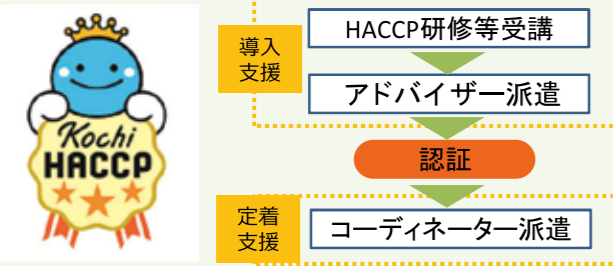 Kochi
HACCP
導入
支援
HACCP研修等受講
アドバイザー派遣
認証
定着
支援
コーディネーター派遣